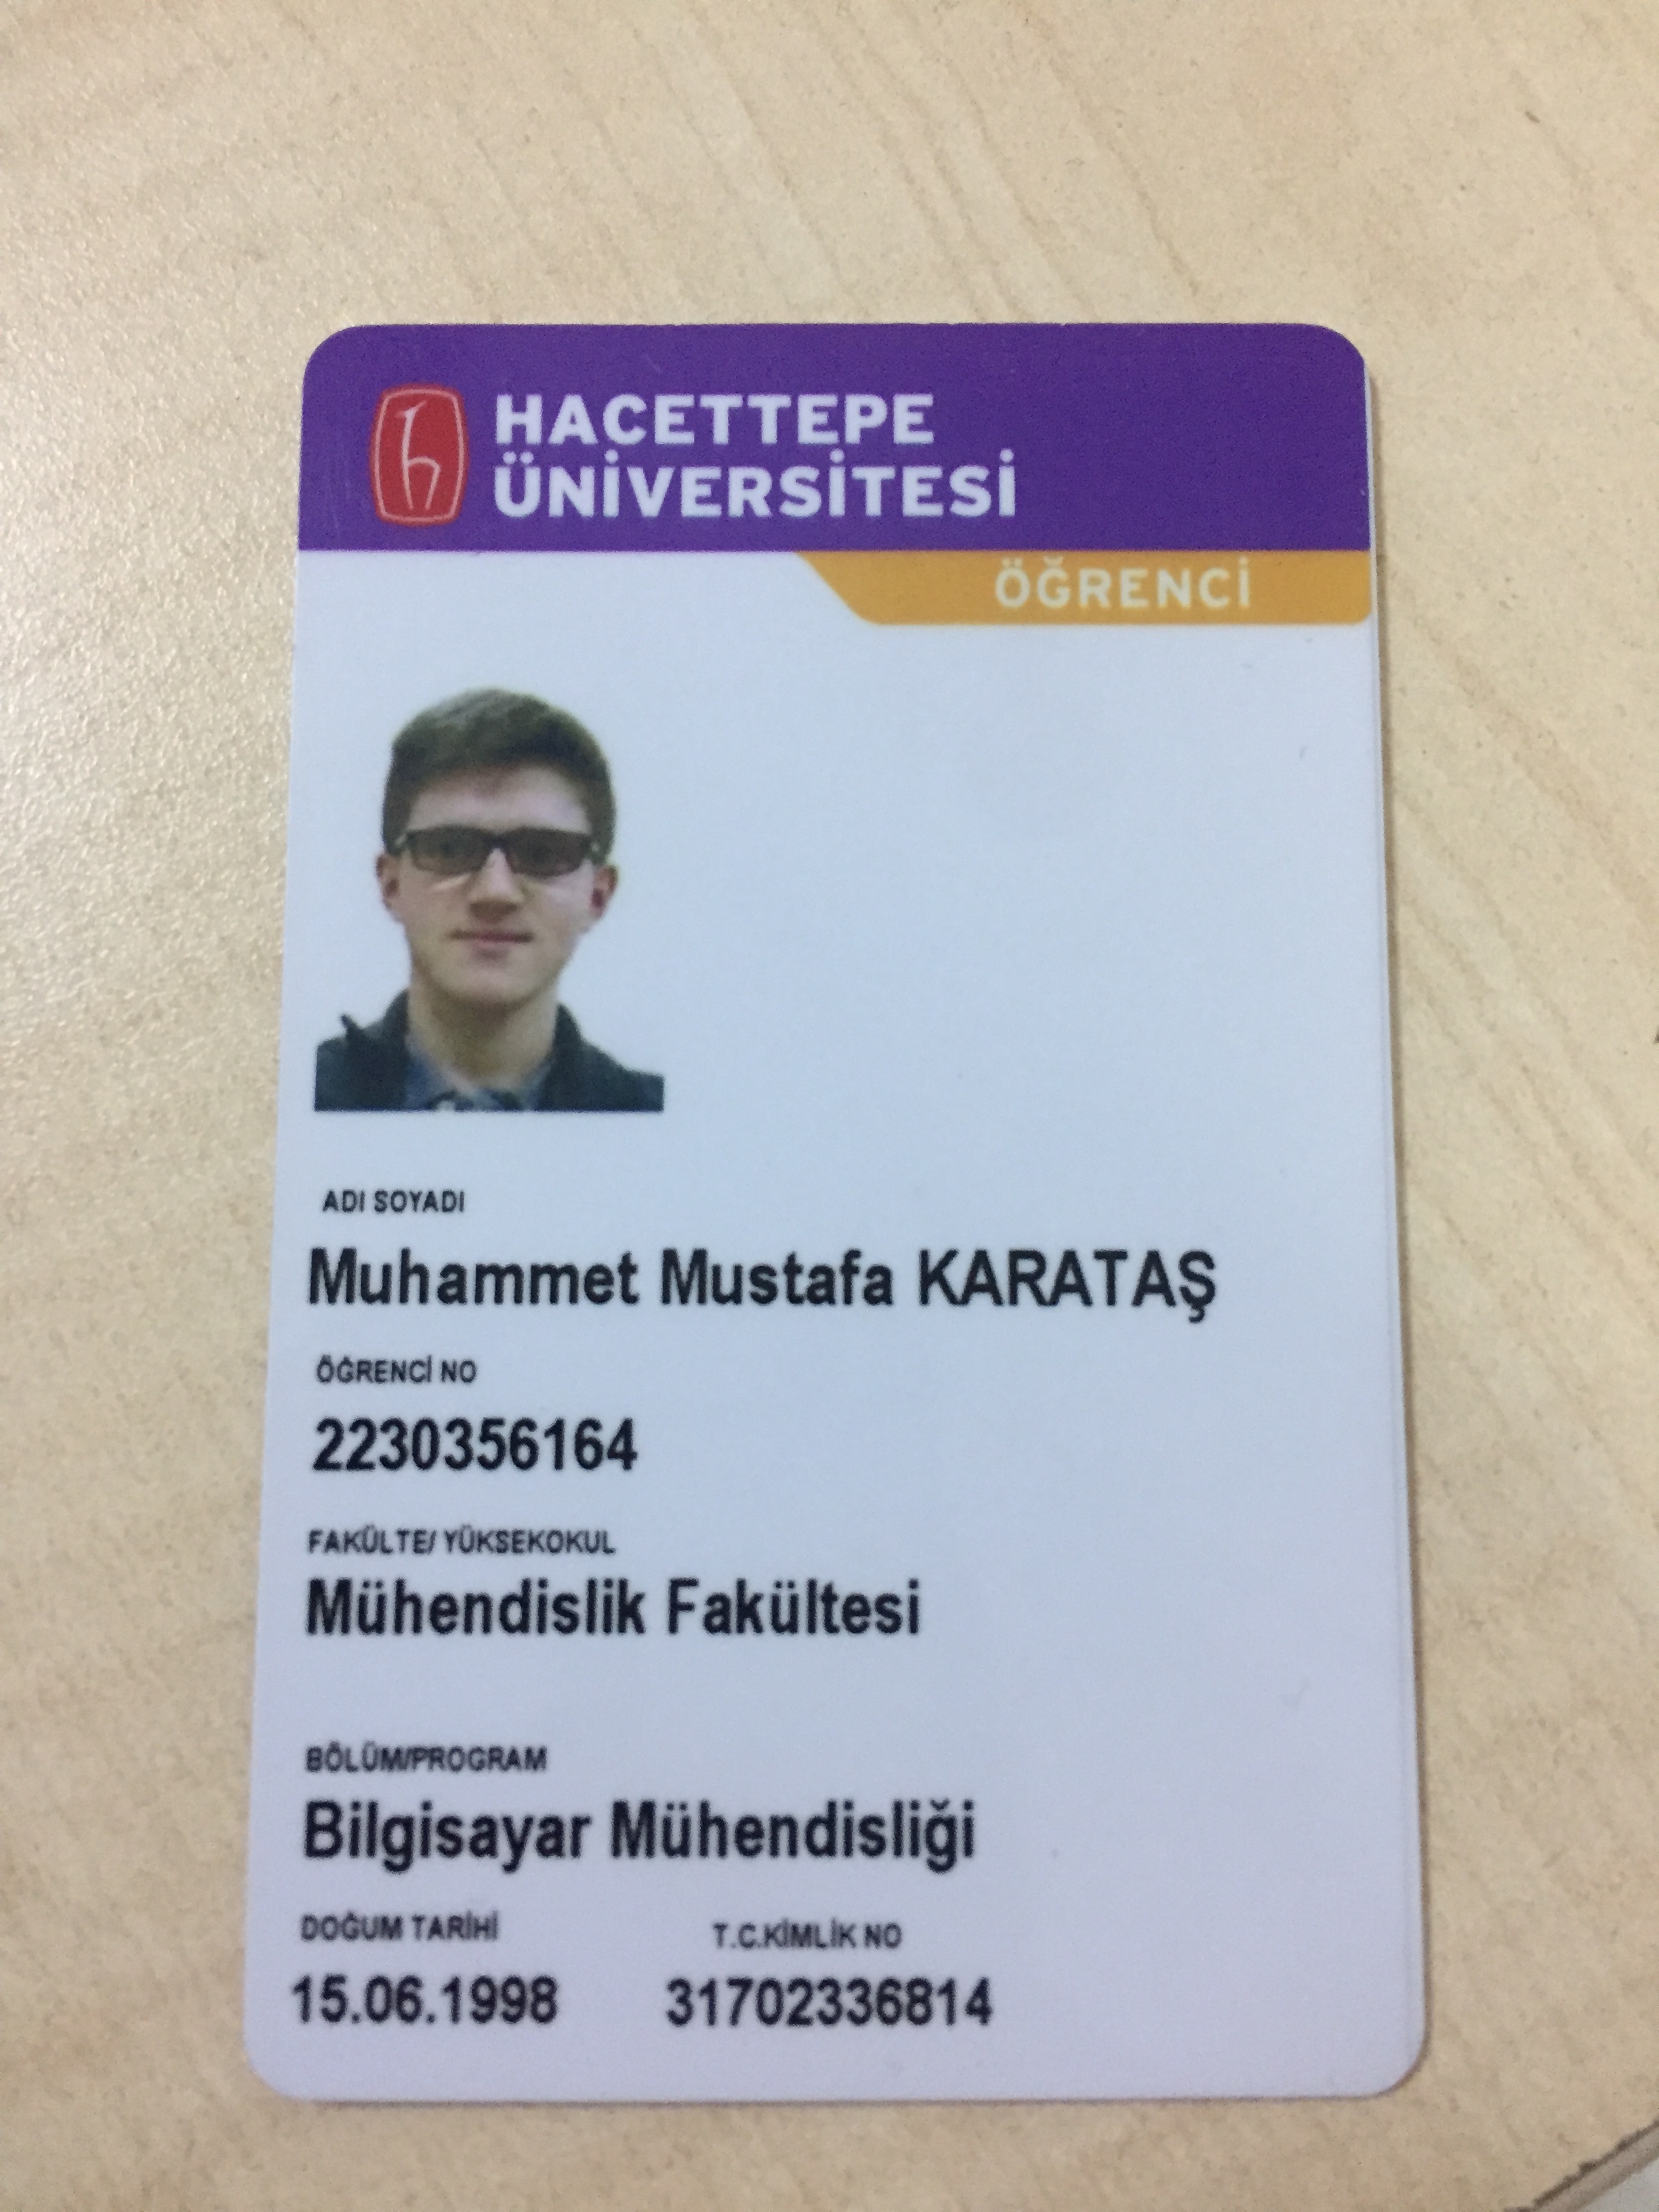 HACETTEPE
ÜNİVERSİTESİ
ÖĞRENCİ
ADI SOYADI
Muhammet Mustafa KARATAŞ
ÖĞRENCİ NO
2230356164
FAKÜLTE/ YÜKSEKOKUL
Mühendislik Fakültesi
BÖLÜM/PROGRAM
Bilgisayar Mühendisliği
DOĞUM TARİHİ T.C.KİMLİK NO
15.06.1998 31702336814